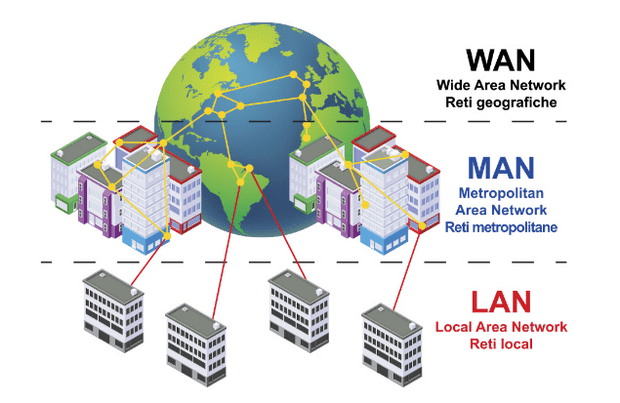 WAN
Wide Area Network
Reti geografiche
MAN
Metropolitan
Area Network
Reti metropolitane
LAN
Local Area Network
Reti local